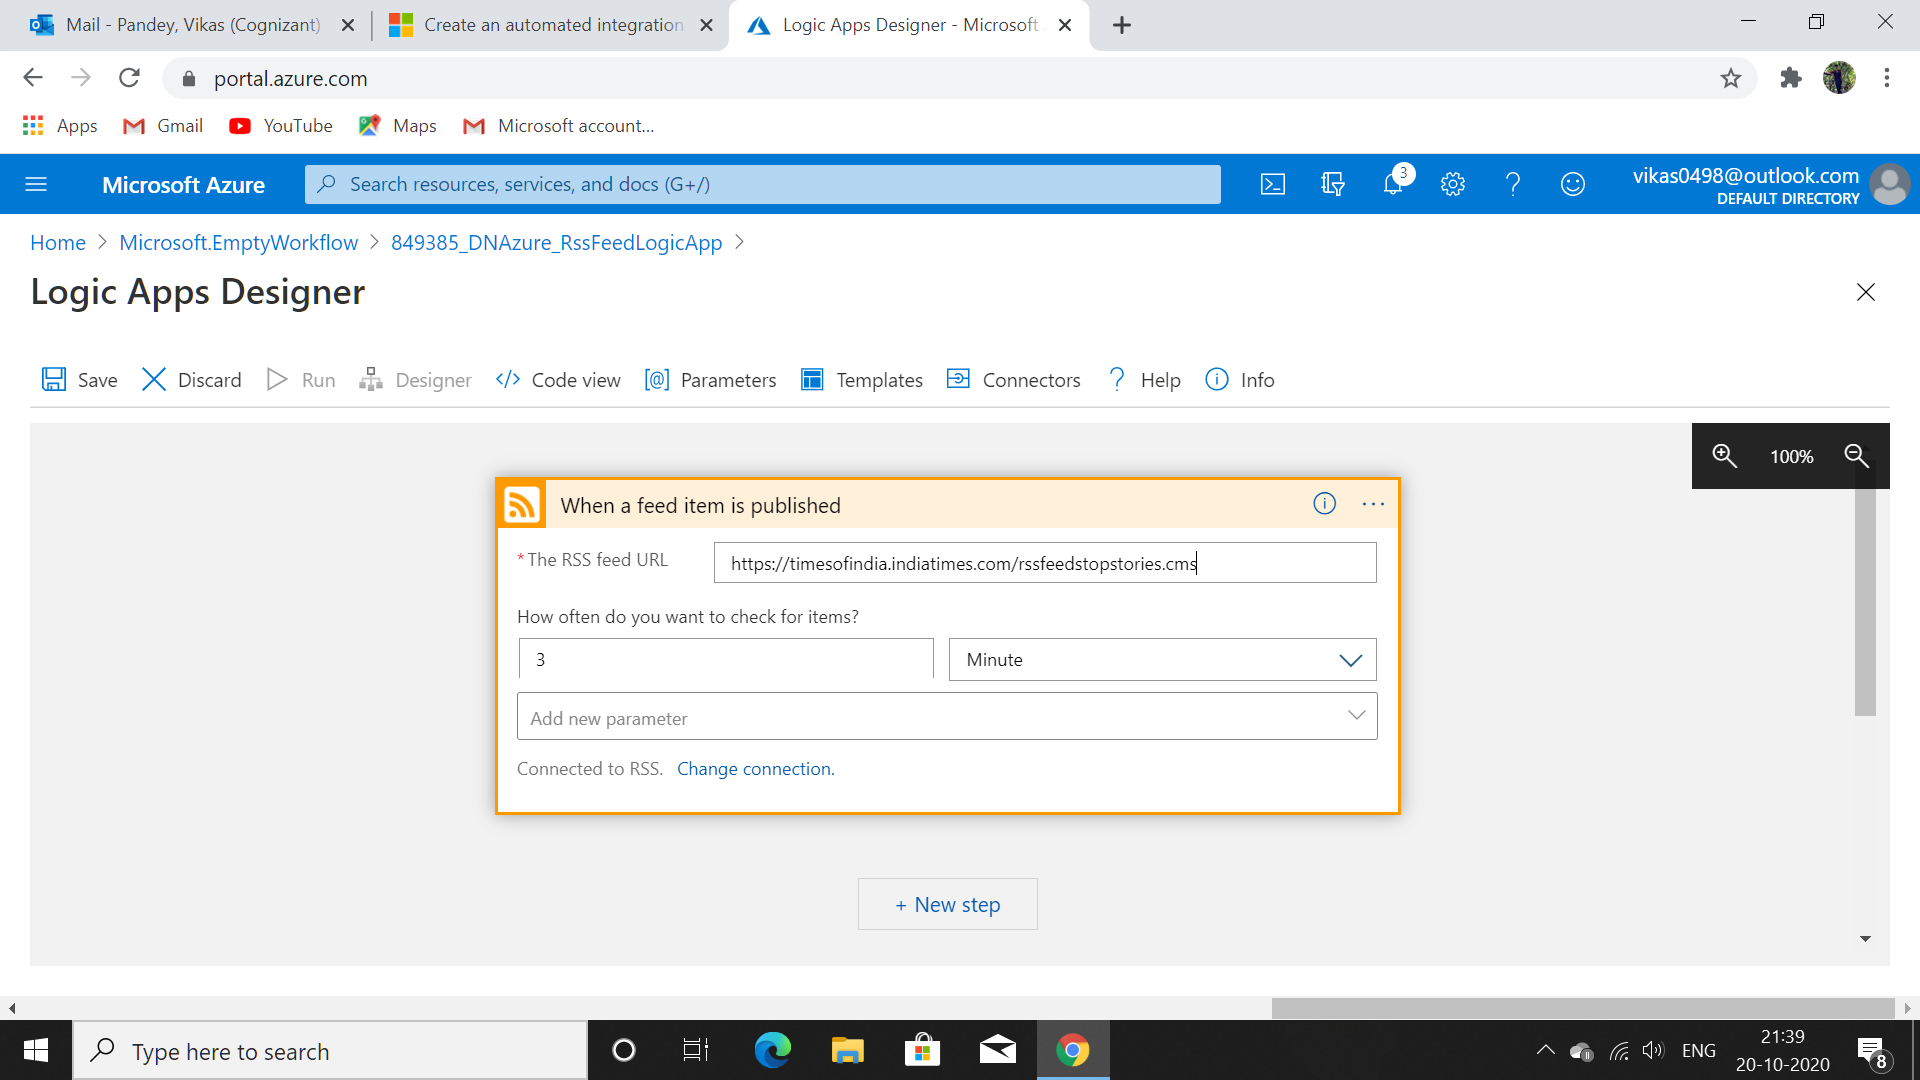 Mail - Pandey, Vikas (Cognizant)
Create an automated integration
Logic Apps Designer - Microsoft
portal.azure.com
Apps
Gmail
YouTube
Maps
Microsoft account...
Microsoft Azure
Search resources, services, and docs (G+/)
3
vikas0498@outlook.com
DEFAULT DIRECTORY
Home > Microsoft.EmptyWorkflow > 849385_DNAzure_RssFeedLogicApp >
Logic Apps Designer
Save
Discard
Run
Designer
Code view
Parameters
Templates
Connectors
Help
Info
100%
When a feed item is published
* The RSS feed URL
https://timesofindia.indiatimes.com/rssfeedstopstories.cms
How often do you want to check for items?
3
Minute
Add new parameter
Connected to RSS. Change connection.
+ New step
Type here to search
ENG
21:39
20-10-2020
8